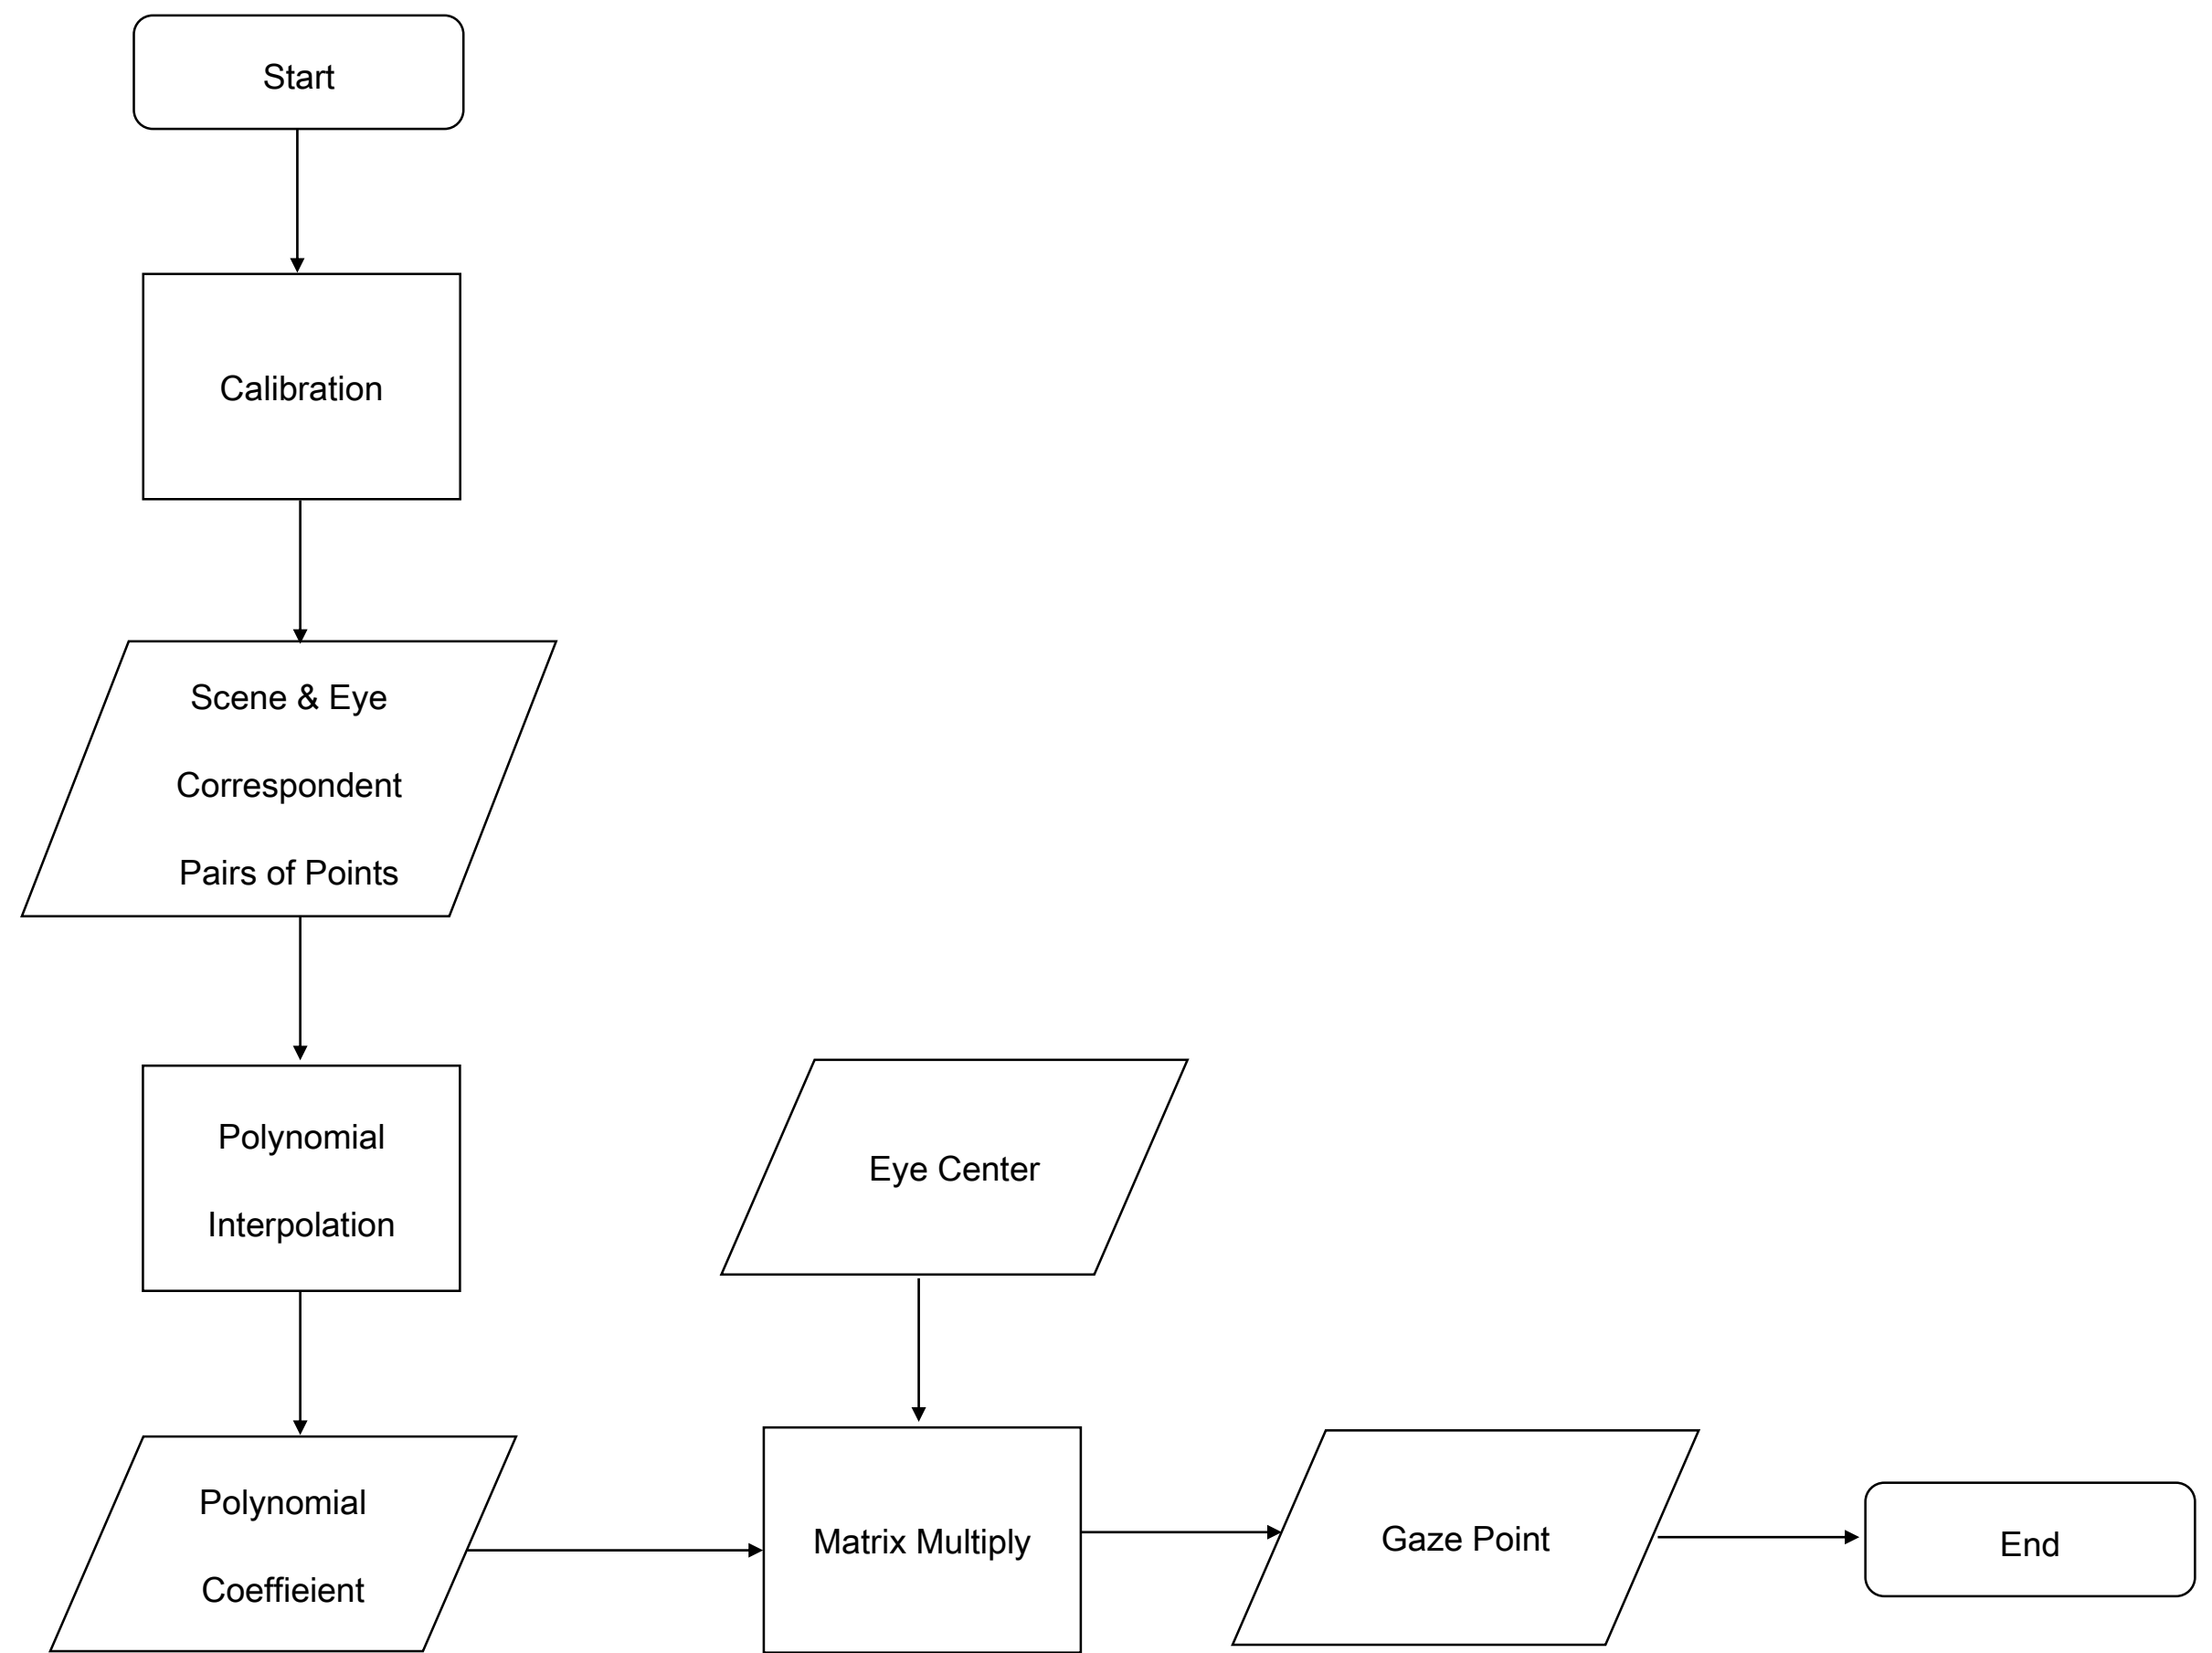 Start
Calibration
Scene & Eye
Correspondent
Pairs of Points
Polynomial
Interpolation
Eye Center
Polynomial
Coeffieient
Matrix Multiply
Gaze Point
End